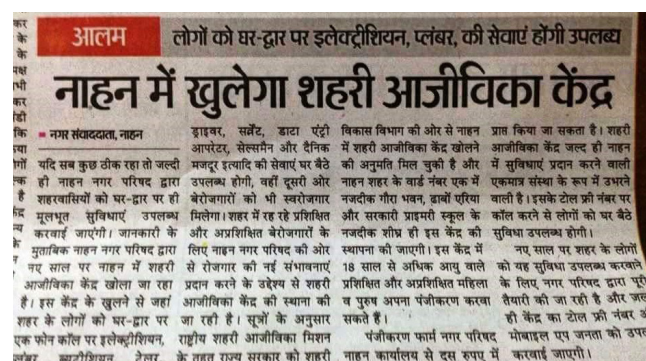 आलम
लोगों को घर-द्वार पर इलेक्ट्रीशियन, प्लंबर, की सेवाएं होंगी उपलब्ध
नाहन में खुलेगा शहरी आजीविका केंद्र
नगर संवाददाता, नाहन
यदि सब कुछ ठीक रहा तो जल्दी
ही नाहन नगर परिषद द्वारा
शहरवासियों को घर-द्वार पर ही
मूलभूत सुविधाएं उपलब्ध
करवाई जाएंगी। जानकारी के
मुताबिक नाहन नगर परिषद द्वारा
नए साल पर नाहन में शहरी
आजीविका केंद्र खोला जा रहा
है। इस केंद्र के खुलने से जहां
शहर के लोगों को घर-द्वार पर
एक फोन कॉल पर इलेक्ट्रीशियन,
प्लंबर ब्यूटीशियन टेलर
ड्राइवर, सर्वेंट, डाटा एंट्री
आपरेटर, सेल्समैन और दैनिक
मजदूर इत्यादि की सेवाएं घर बैठे
उपलब्ध होगी, वहीं दूसरी ओर
बेरोजगारों को भी स्वरोजगार
मिलेगा। शहर में रह रहे प्रशिक्षित
और अप्रशिक्षित बेरोजगारों के
लिए नाहन नगर परिषद की ओर
से रोजगार की नई संभावनाएं
प्रदान करने के उद्देश्य से शहरी
आजीविका केंद्र की स्थाना की
जा रही है। सूत्रों के अनुसार
राष्ट्रीय शहरी आजीविका मिशन
के तहत राज्य सरकार को शहरी
विकास विभाग की ओर से नाहन
में शहरी आजीविका केंद्र खोलने
की अनुमति मिल चुकी है और
नाहन शहर के वार्ड नंबर एक में
नजदीक गौरा भवन, ढाबों एरिया
और सरकारी प्राइमरी स्कूल के
नजदीक शीघ्र ही इस केंद्र की
स्थापना की जाएगी। इस केंद्र में
18 साल से अधिक आयु वाले
प्रशिक्षित और अप्रशिक्षित महिला
व पुरुष अपना पंजीकरण करवा
सकते हैं।
पंजीकरण फार्म नगर परिषद
नाहन कार्यालय से दस रुपए में
प्राप्त किया जा सकता है। शहरी
आजीविका केंद्र जल्द ही नाहन
में सुविधाएं प्रदान करने वाली
एकमात्र संस्था के रूप में उभरने
वाली है। इसके टोल फ्री नंबर पर
कॉल करने से लोगों को घर बैठे
सुविधा उपलब्ध होगी।
नए साल पर शहर के लोगों
को यह सुविधा उपलब्ध करवाने
के लिए नगर परिषद द्वारा पूरी
तैयारी की जा रही है और
ही केंद्र का टोल फ्री नंबर
मोबाइल एप जनता को
करवाई जाएगी।